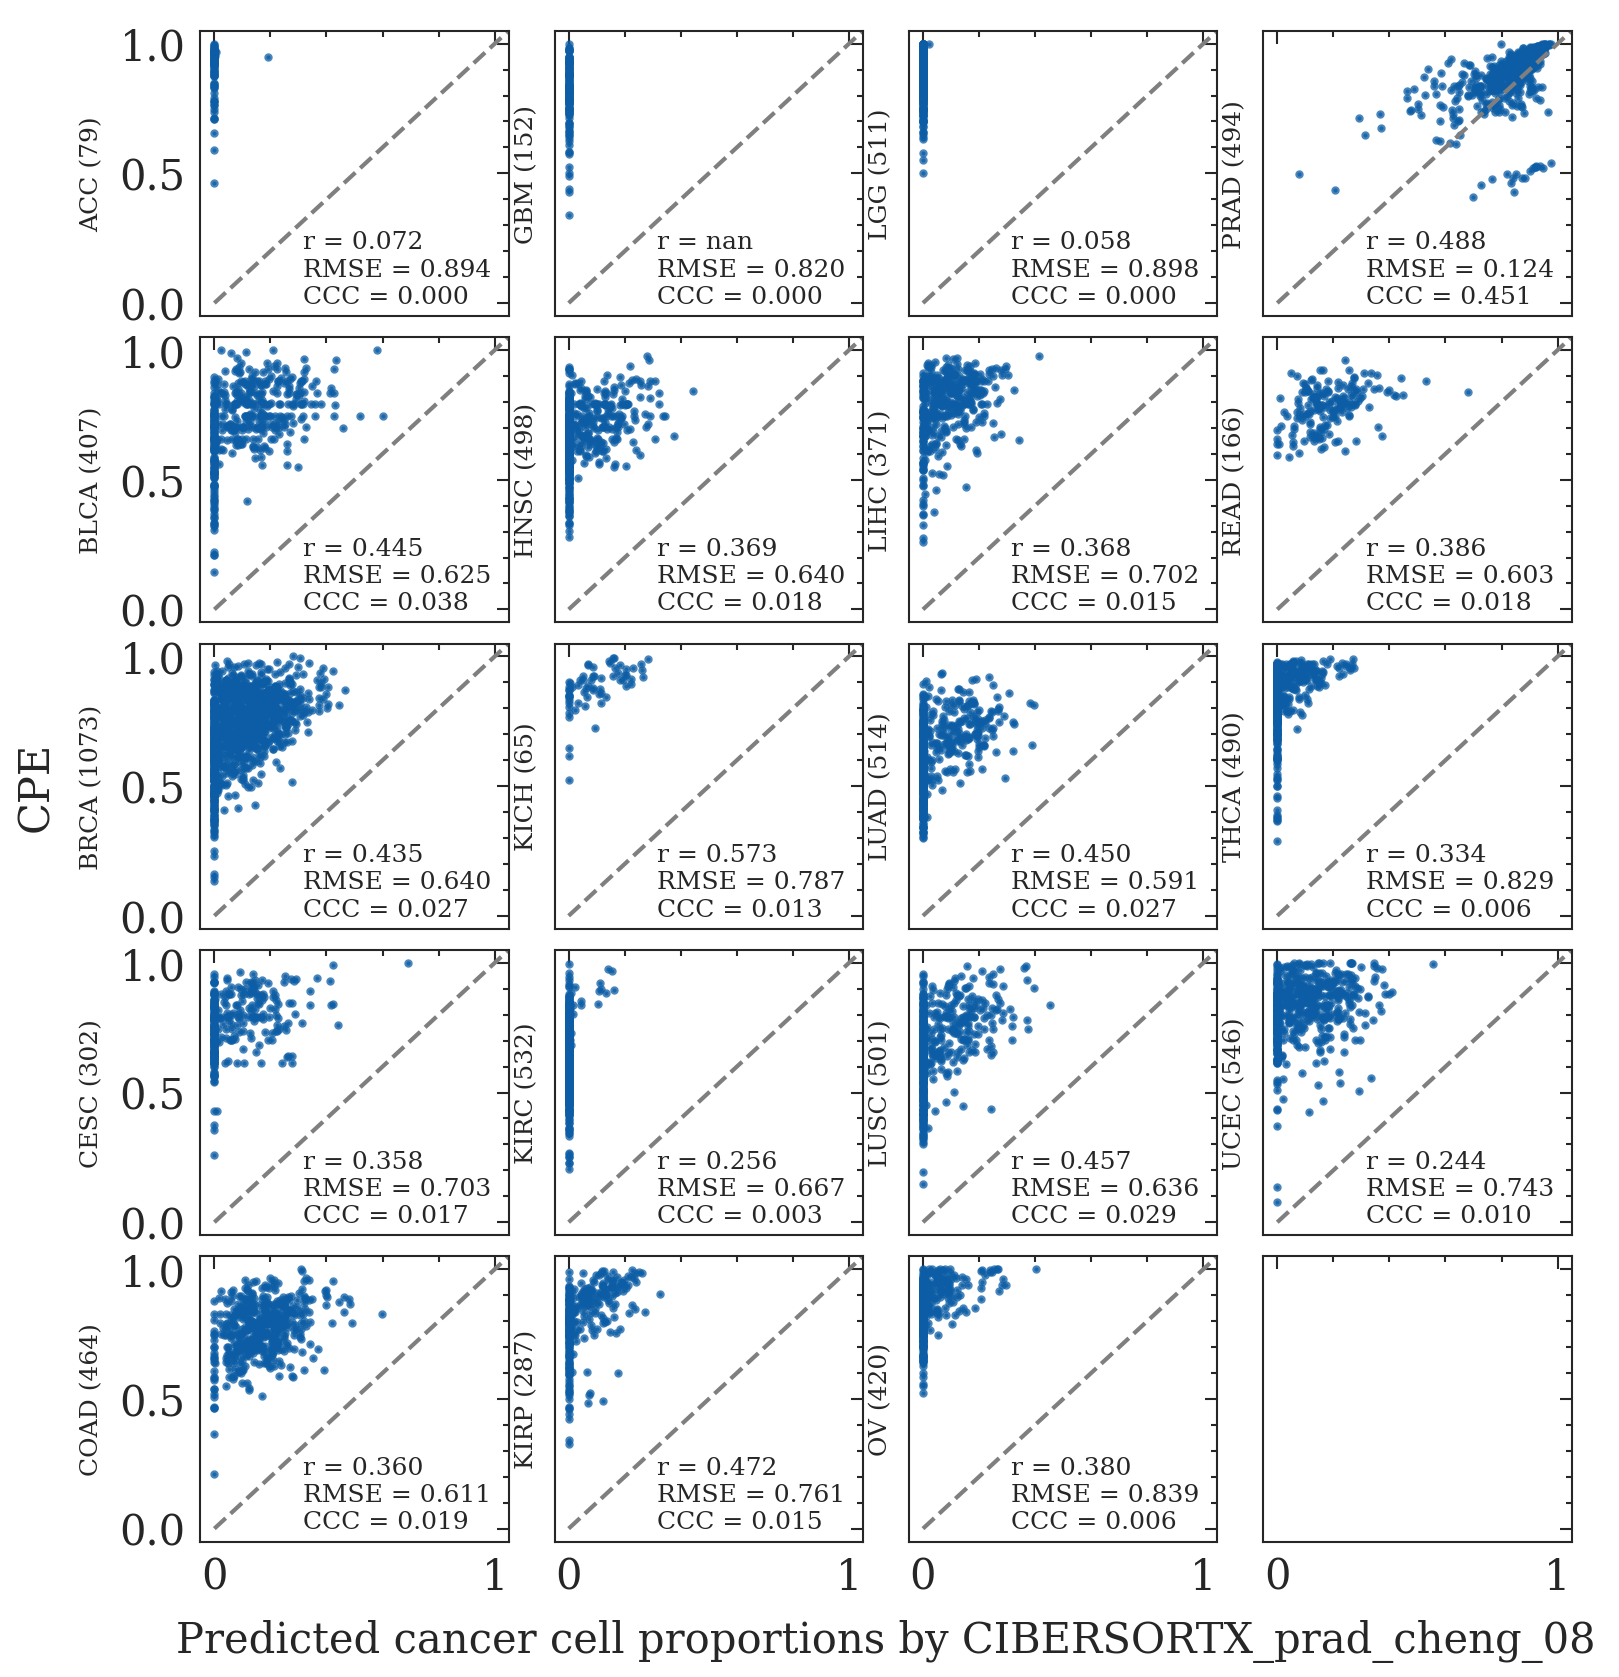 1.0
0.5
0.0
ACC (79)
r = 0.072
RMSE = 0.894
CCC = 0.000
GBM (152)
r = nan
RMSE = 0.820
CCC = 0.000
LGG (511)
r = 0.058
RMSE = 0.898
CCC = 0.000
PRAD (494)
r = 0.488
RMSE = 0.124
CCC = 0.451
1.0
0.5
0.0
BLCA (407)
r = 0.445
RMSE = 0.625
CCC = 0.038
HNSC (498)
r = 0.369
RMSE = 0.640
CCC = 0.018
LIHC (371)
r = 0.368
RMSE = 0.702
CCC = 0.015
READ (166)
r = 0.386
RMSE = 0.603
CCC = 0.018
CPE
1.0
0.5
0.0
BRCA (1073)
r = 0.435
RMSE = 0.640
CCC = 0.027
KICH (65)
r = 0.573
RMSE = 0.787
CCC = 0.013
LUAD (514)
r = 0.450
RMSE = 0.591
CCC = 0.027
THCA (490)
r = 0.334
RMSE = 0.829
CCC = 0.006
1.0
0.5
0.0
CESC (302)
r = 0.358
RMSE = 0.703
CCC = 0.017
KIRC (532)
r = 0.256
RMSE = 0.667
CCC = 0.003
LUSC (501)
r = 0.457
RMSE = 0.636
CCC = 0.029
UCEC (546)
r = 0.244
RMSE = 0.743
CCC = 0.010
1.0
0.5
0.0
COAD (464)
r = 0.360
RMSE = 0.611
CCC = 0.019
KIRP (287)
r = 0.472
RMSE = 0.761
CCC = 0.015
OV (420)
r = 0.380
RMSE = 0.839
CCC = 0.006
0 1
0 1
0 1
0 1
Predicted cancer cell proportions by CIBERSORTX_prad_cheng_08